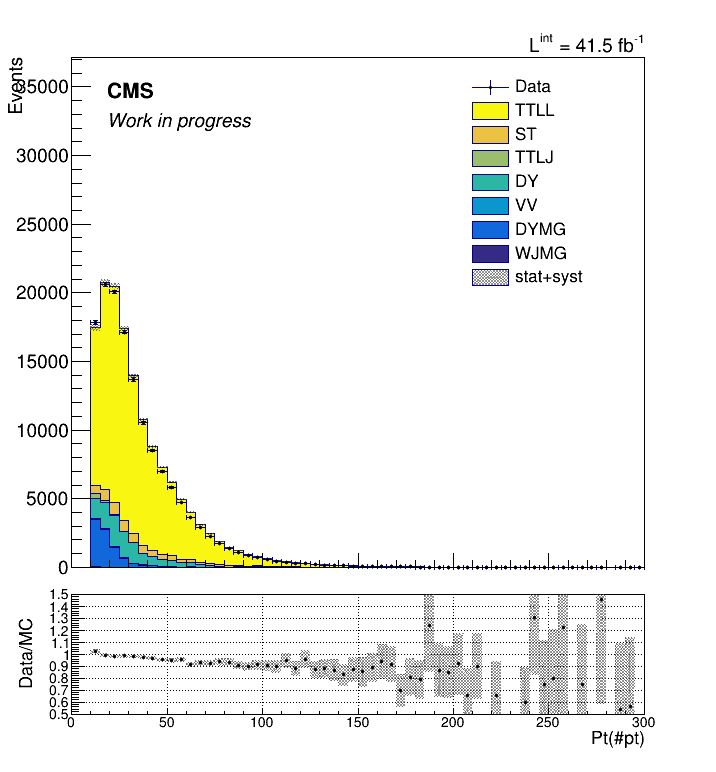 L^int = 41.5 fb^-1
Events
35000
30000
25000
20000
15000
10000
5000
0
CMS
Work in progress
Data
TTLL
ST
TTLJ
DY
VV
DYMG
WJMG
stat+syst
Data/MC
1.5
1.4
1.3
1.2
1.1
1
0.9
0.8
0.7
0.6
0.5
0 50 100 150 200 250 300
Pt(#pt)